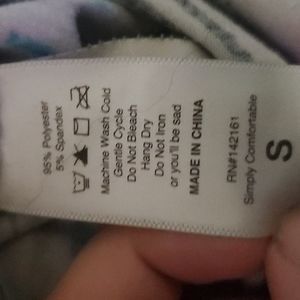 95% Polyester
5% Spandex
Machine Wash Cold
Gentle Cycle
Do Not Bleach
Hang Dry
Do Not Iron
or you'll be sad
MADE IN CHINA
RN#142161
Simply Comfortable
S